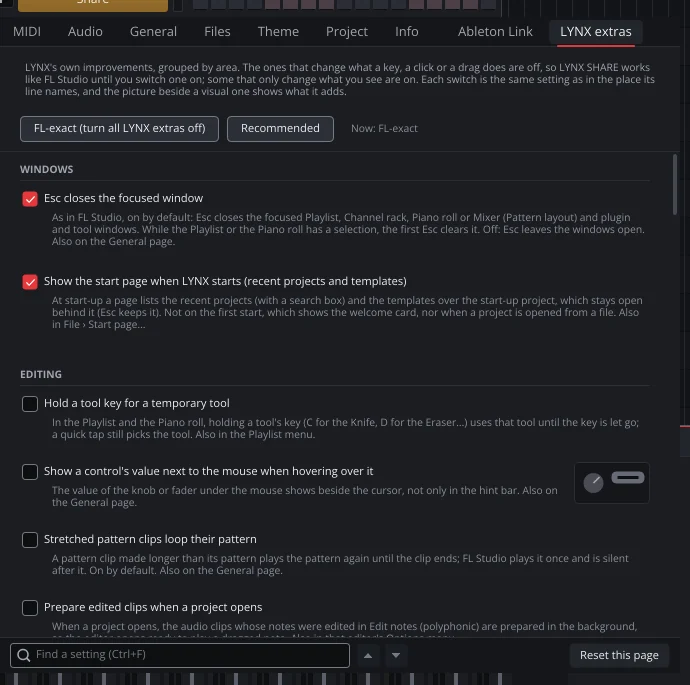 Share
MIDI Audio General Files Theme Project Info Ableton Link LYNX extras
LYNX's own improvements, grouped by area. The ones that change what a key, a click or a drag does are off, so LYNX SHARE works
like FL Studio until you switch one on; some that only change what you see are on. Each switch is the same setting as in the place its
line names, and the picture beside a visual one shows what it adds.
FL-exact (turn all LYNX extras off) Recommended Now: FL-exact
WINDOWS
Esc closes the focused window
As in FL Studio, on by default: Esc closes the focused Playlist, Channel rack, Piano roll or Mixer (Pattern layout) and plugin
and tool windows. While the Playlist or the Piano roll has a selection, the first Esc clears it. Off: Esc leaves the windows open.
Also on the General page.
Show the start page when LYNX starts (recent projects and templates)
At start-up a page lists the recent projects (with a search box) and the templates over the start-up project, which stays open
behind it (Esc keeps it). Not on the first start, which shows the welcome card, nor when a project is opened from a file. Also
in File › Start page...
EDITING
Hold a tool key for a temporary tool
In the Playlist and the Piano roll, holding a tool's key (C for the Knife, D for the Eraser...) uses that tool until the key is let go;
a quick tap still picks the tool. Also in the Playlist menu.
Show a control's value next to the mouse when hovering over it
The value of the knob or fader under the mouse shows beside the cursor, not only in the hint bar. Also on
the General page.
Stretched pattern clips loop their pattern
A pattern clip made longer than its pattern plays the pattern again until the clip ends; FL Studio plays it once and is silent
after it. On by default. Also on the General page.
Prepare edited clips when a project opens
When a project opens, the audio clips whose notes were edited in Edit notes (polyphonic) are prepared in the background,
Find a setting (Ctrl+F) Reset this page